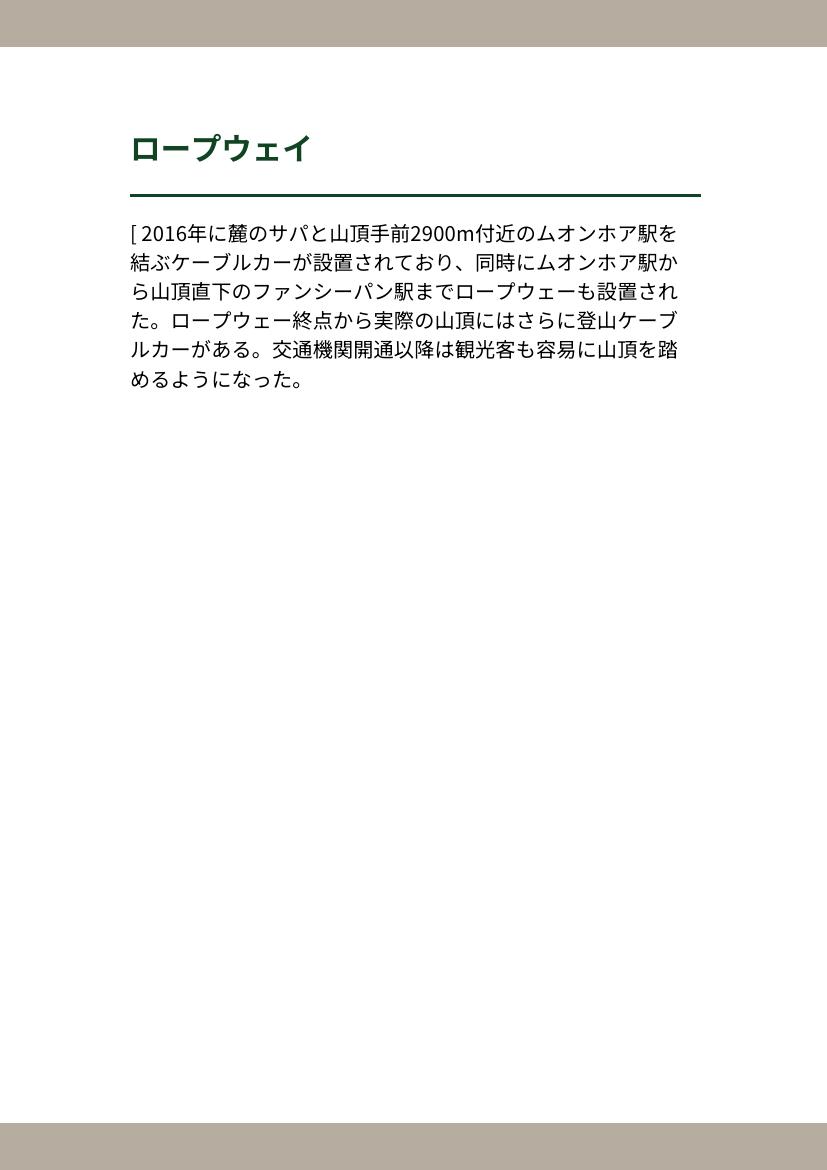 ロープウェイ
[ 2016年に麓のサパと山頂手前2900m付近のムオンホア駅を
結ぶケーブルカーが設置されており、同時にムオンホア駅か
ら山頂直下のファンシーパン駅までロープウェーも設置され
た。ロープウェー終点から実際の山頂にはさらに登山ケーブ
ルカーがある。交通機関開通以降は観光客も容易に山頂を踏
めるようになった。